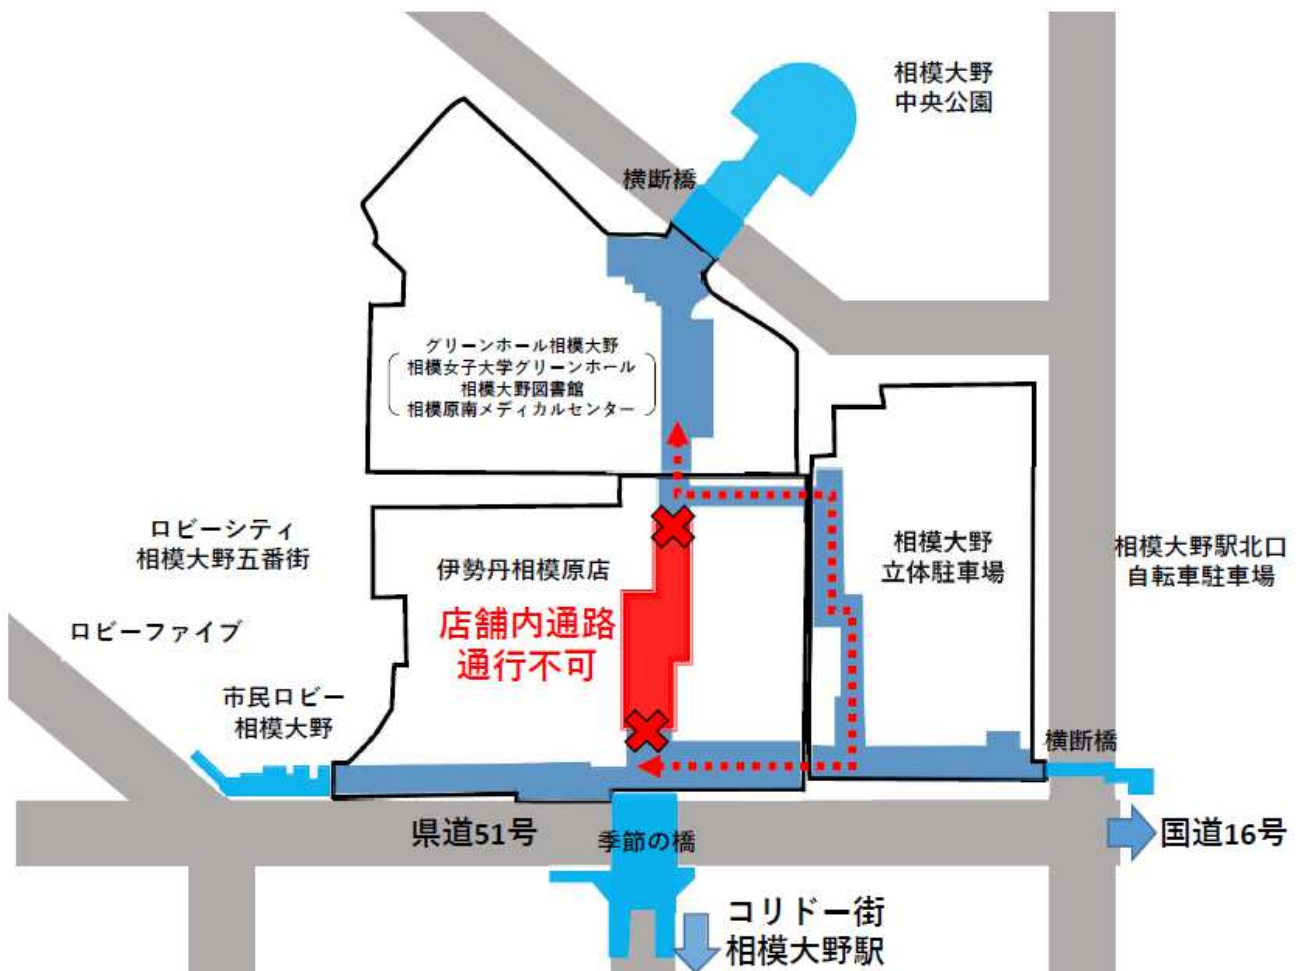 相模大野
中央公園
横断橋
グリーンホール相模大野
相模女子大学グリーンホール
相模大野図書館
相模原南メディカルセンター
ロビーシティ
相模大野五番街
伊勢丹相模原店
店舗内通路
通行不可
相模大野
立体駐車場
相模大野駅北口
自転車駐車場
ロビーファイブ
市民ロビー
相模大野
横断橋
県道51号
季節の橋
国道16号
コリドー街
相模大野駅